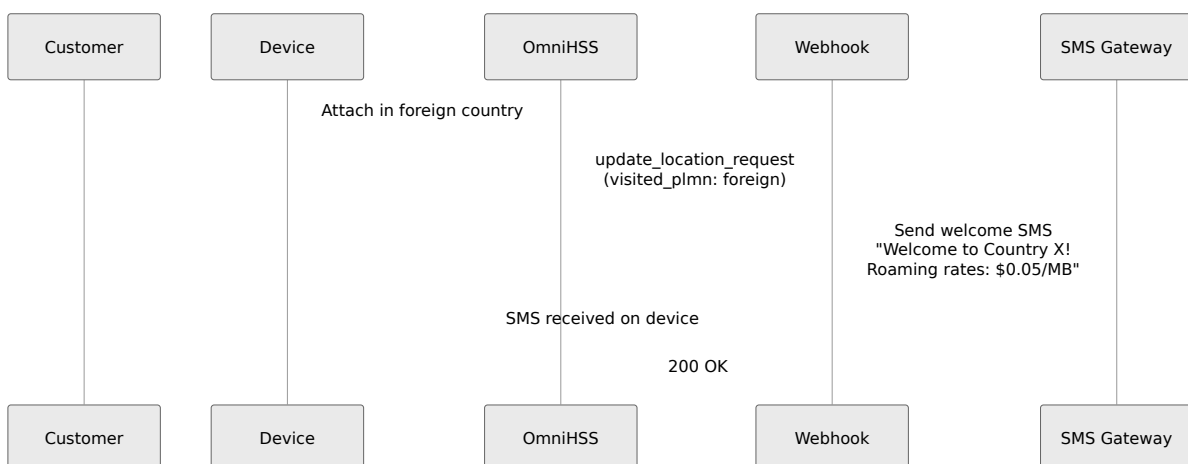 Customer
Device
OmniHSS
Webhook
SMS Gateway
Attach in foreign country
update_location_request
(visited_plmn: foreign)
Send welcome SMS
"Welcome to Country X!
Roaming rates: $0.05/MB"
SMS received on device
200 OK
Customer
Device
OmniHSS
Webhook
SMS Gateway